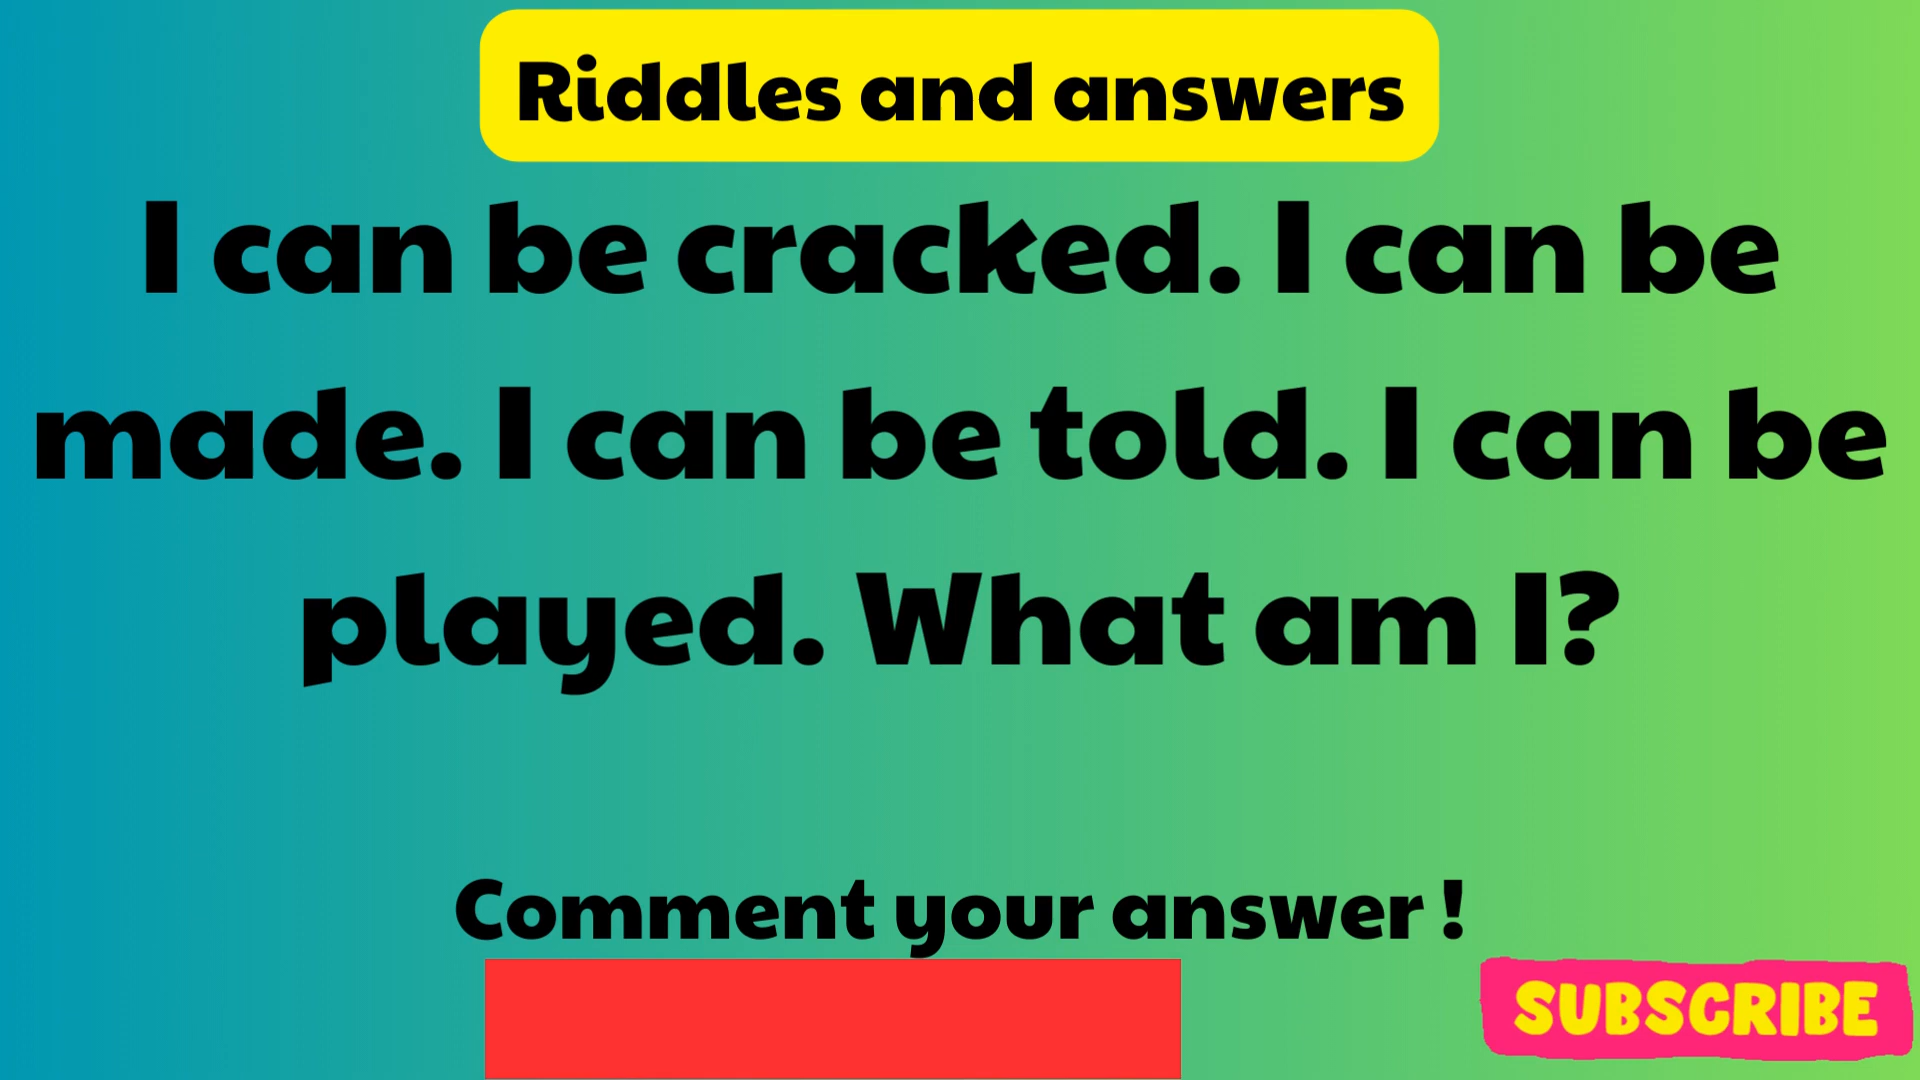 Riddles and answers
I can be cracked. I can be
made. I can be told. I can be
played. What am I?
Comment your answer !
SUBSCRIBE